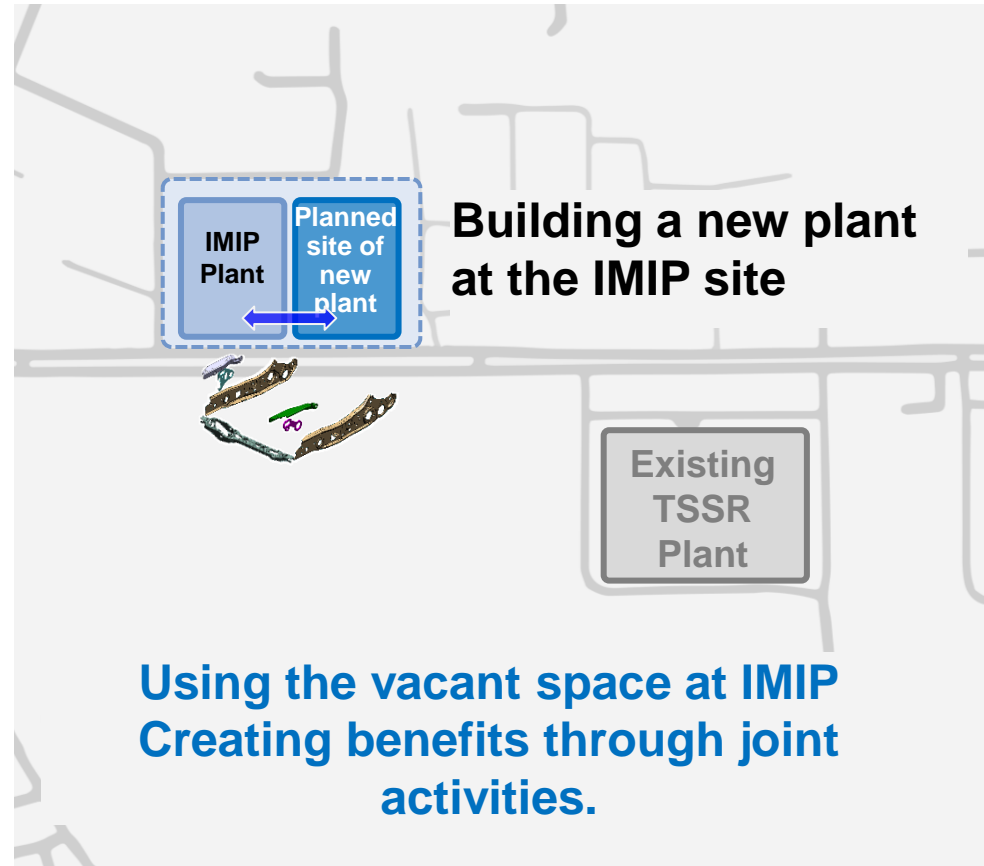 IMIP
Plant
Planned
site of
new
plant
Building a new plant
at the IMIP site
Existing
TSSR
Plant
Using the vacant space at IMIP
Creating benefits through joint
activities.